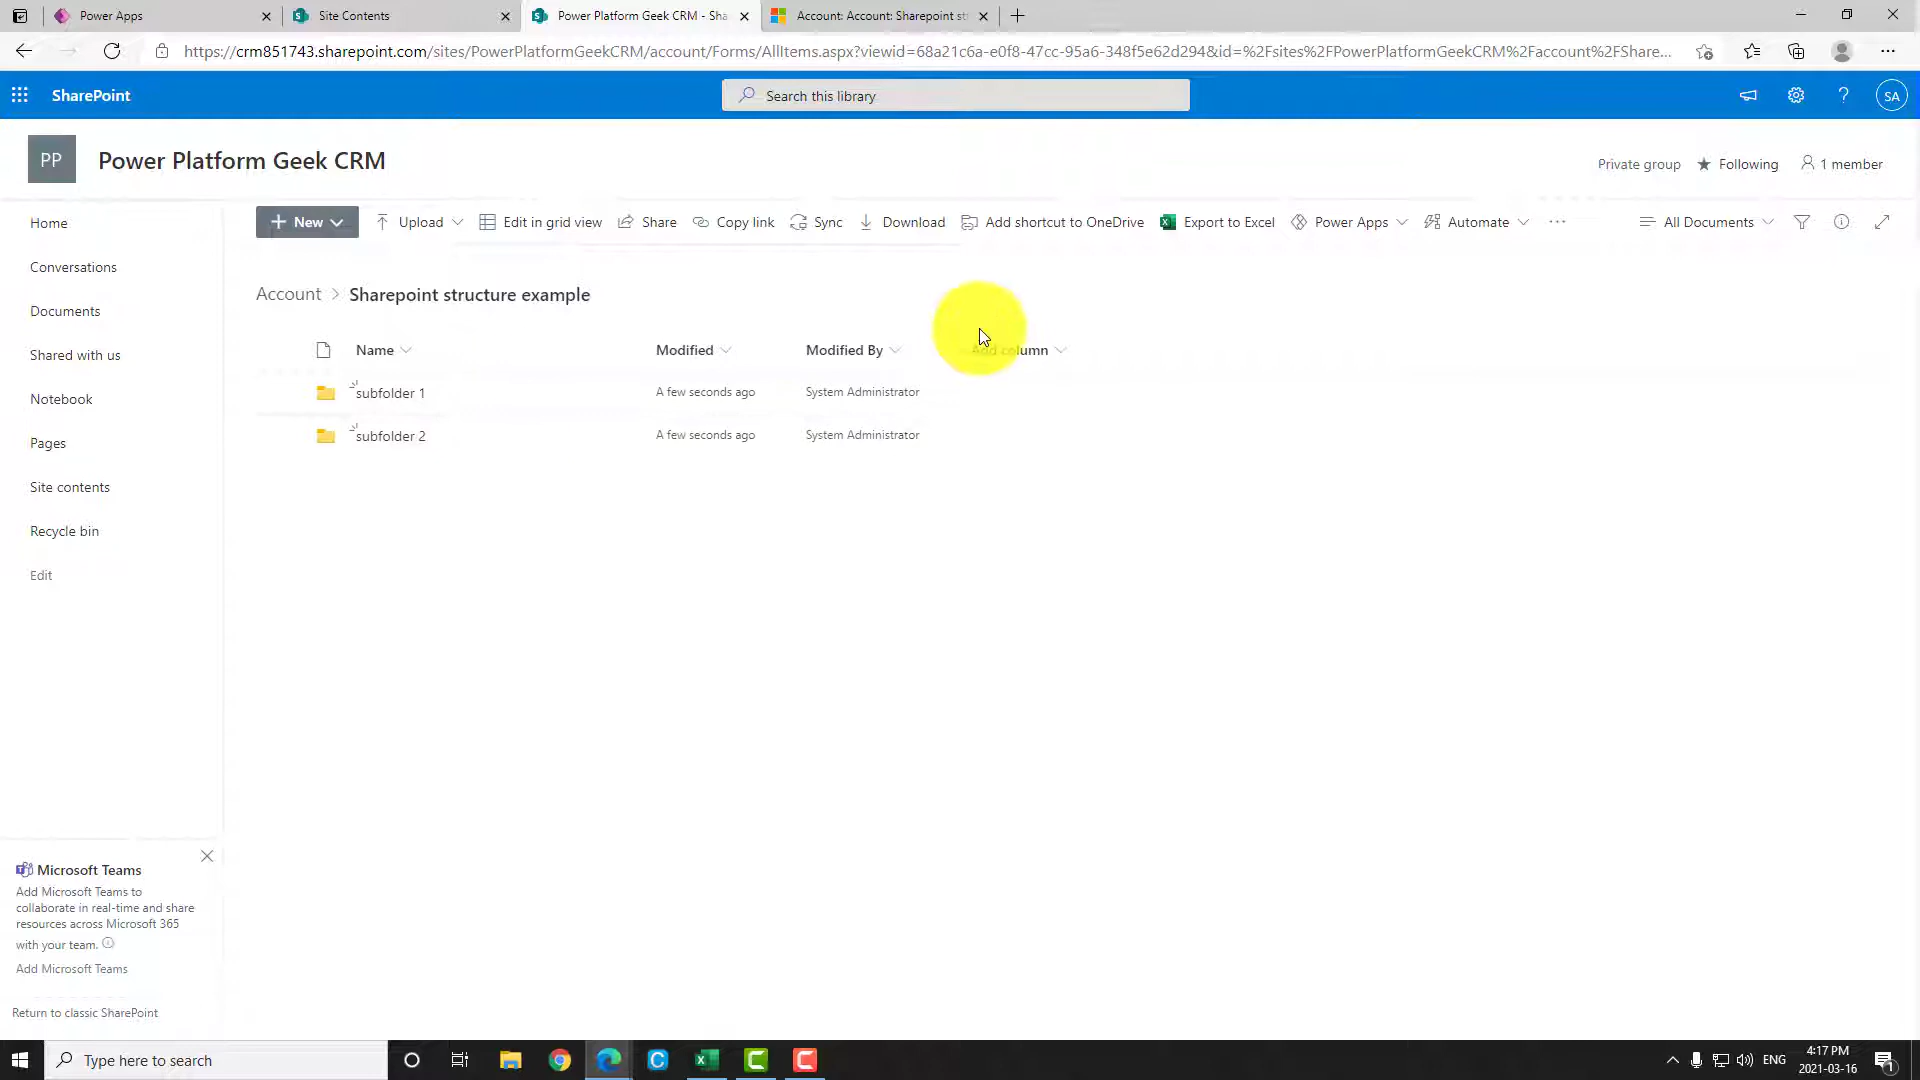 Power Apps
Site Contents
Power Platform Geek CRM - Sha
Account: Account: Sharepoint st
https://crm851743.sharepoint.com/sites/PowerPlatformGeekCRM/account/Forms/AllItems.aspx?viewid=68a21c6a-e0f8-47cc-95a6-348f5e62d294&id=%2Fsites%2FPowerPlatformGeekCRM%2Faccount%2FShare...
SharePoint
Search this library
SA
PP
Power Platform Geek CRM
Private group
Following
1 member
Home
Conversations
Documents
Shared with us
Notebook
Pages
Site contents
Recycle bin
Edit
New
Upload
Edit in grid view
Share
Copy link
Sync
Download
Add shortcut to OneDrive
Export to Excel
Power Apps
Automate
All Documents
Account > Sharepoint structure example
Name
Modified
Modified By
Add column
subfolder 1
A few seconds ago
System Administrator
subfolder 2
A few seconds ago
System Administrator
Microsoft Teams
Add Microsoft Teams to
collaborate in real-time and share
resources across Microsoft 365
with your team.
Add Microsoft Teams
Return to classic SharePoint
Type here to search
ENG
4:17 PM
2021-03-16
1